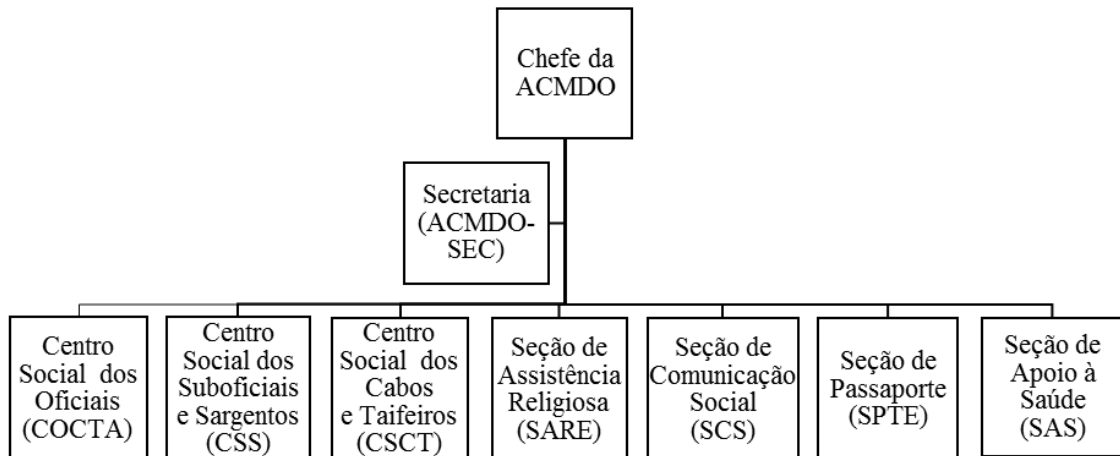 Chefe da
ACMDO
Secretaria
(ACMDO-
SEC)
Centro
Social dos
Oficiais
(COCTA)
Centro
Social dos
Suboficiais
e Sargentos
(CSS)
Centro
Social dos
Cabos
e Taifeiros
(CSCT)
Seção de
Assistência
Religiosa
(SARE)
Seção de
Comunicação
Social
(SCS)
Seção de
Passaporte
(SPTE)
Seção de
Apoio à
Saúde
(SAS)